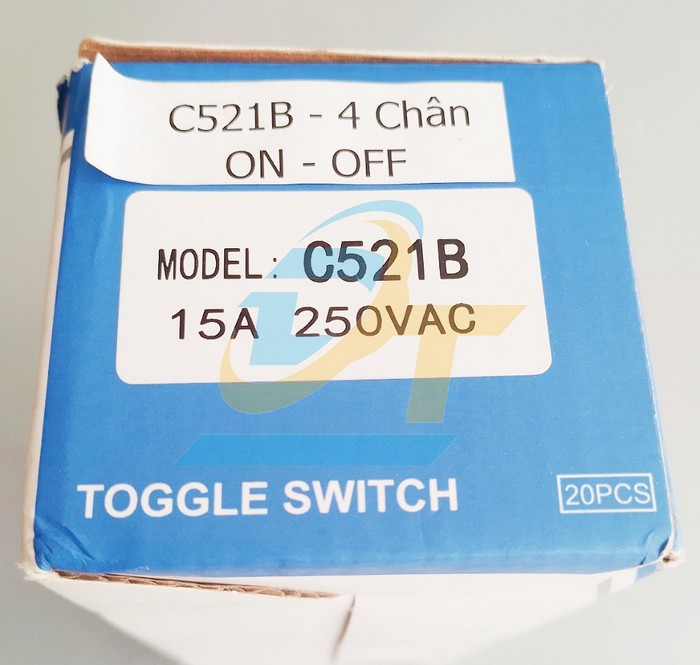 C521B - 4 Chân
ON - OFF
MODEL: C521B
15A 250VAC
TOGGLE SWITCH
20PCS